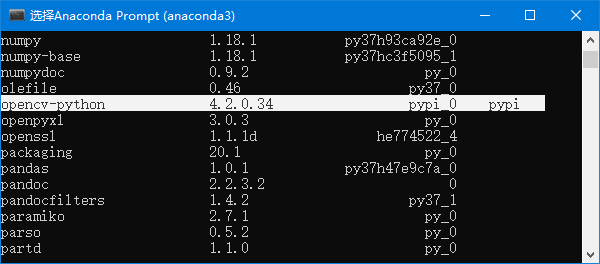 选择Anaconda Prompt (anaconda3)
numpy 1.18.1 py37h93ca92e_0
numpy-base 1.18.1 py37hc3f5095_1
numpydoc 0.9.2 py_0
olefile 0.46 py37_0
opencv-python 4.2.0.34 pypi_0 pypi
openpyxl 3.0.3 py_0
openssl 1.1.1d he774522_4
packaging 20.1 py_0
pandas 1.0.1 py37h47e9c7a_0
pandoc 2.2.3.2 0
pandocfilters 1.4.2 py37_1
paramiko 2.7.1 py_0
parso 0.5.2 py_0
partd 1.1.0 py_0